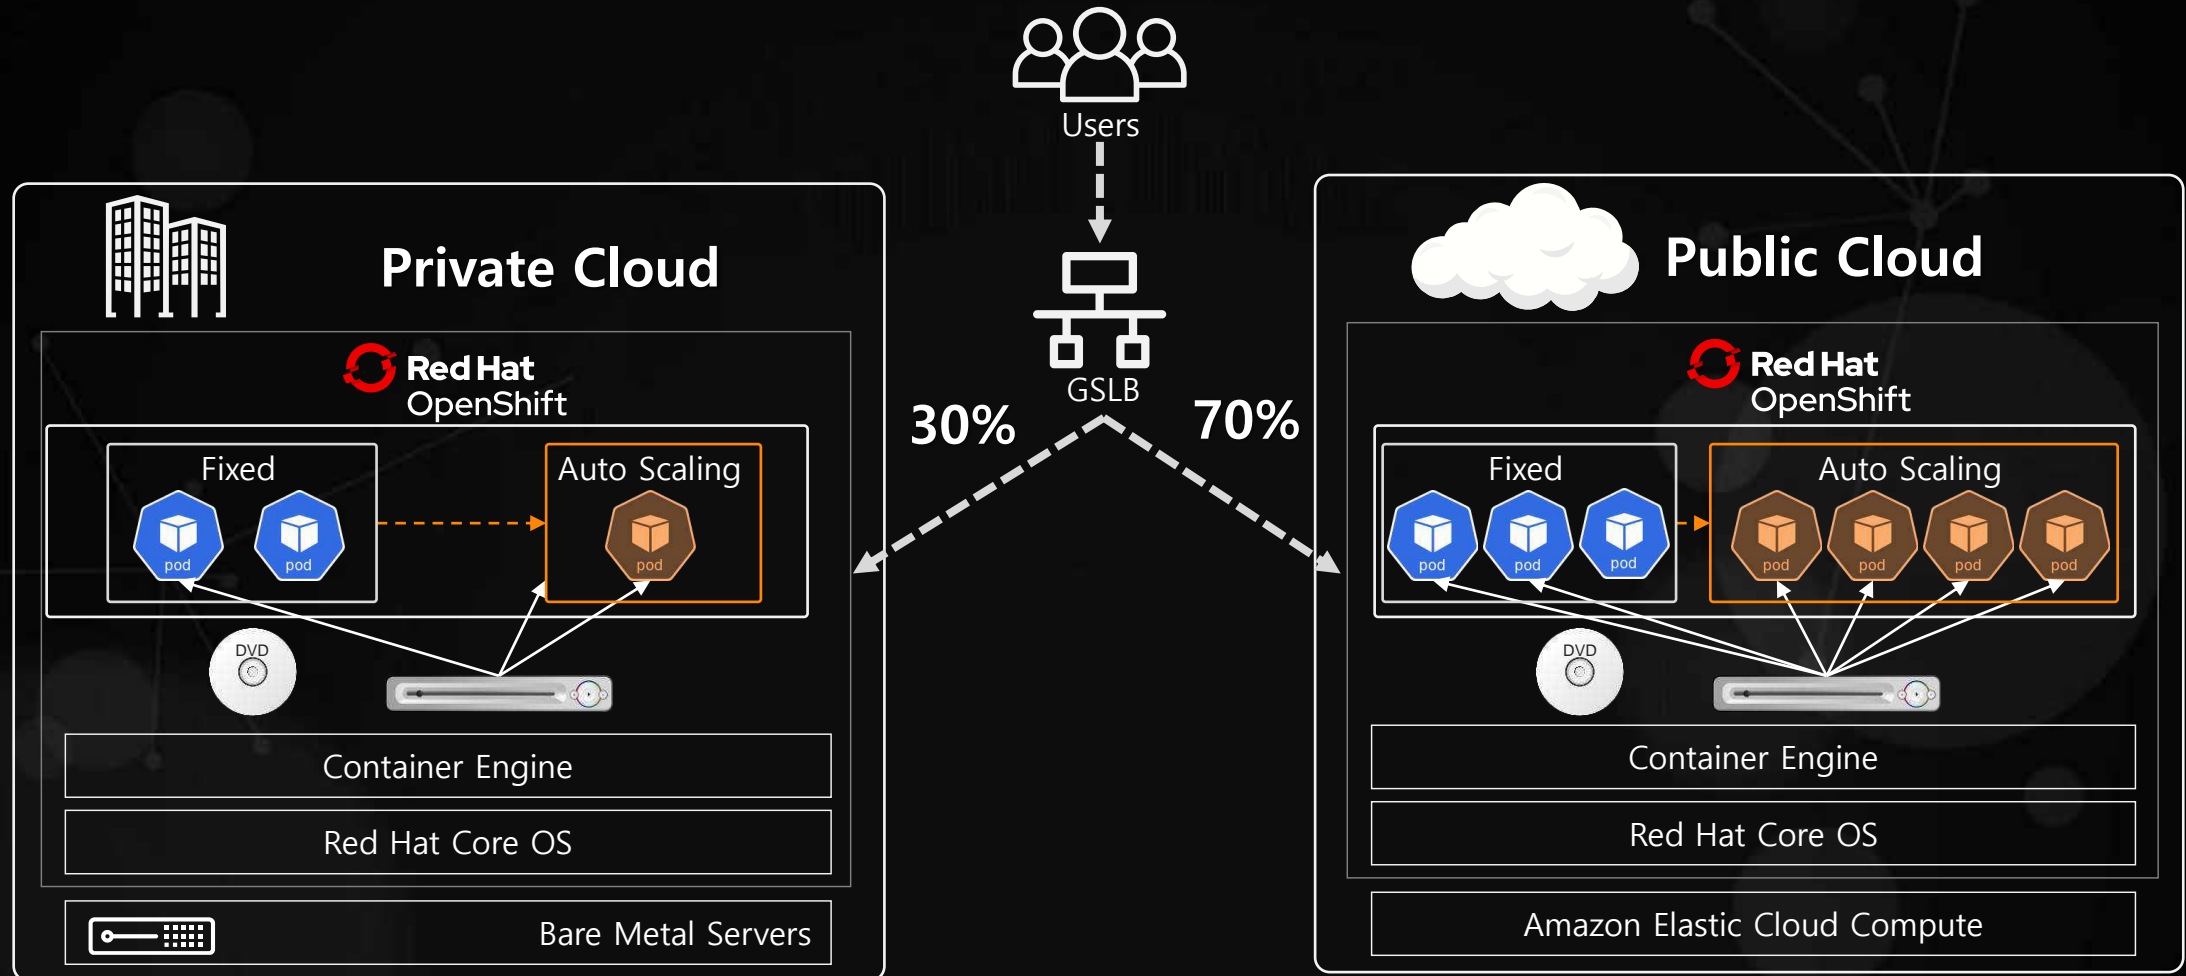 Users
GSLB
30%
70%
Private Cloud
Red Hat
OpenShift
Fixed
Auto Scaling
pod
pod
pod
DVD
Container Engine
Red Hat Core OS
Bare Metal Servers
Public Cloud
Red Hat
OpenShift
Fixed
Auto Scaling
pod
pod
pod
pod
pod
pod
pod
DVD
Container Engine
Red Hat Core OS
Amazon Elastic Cloud Compute